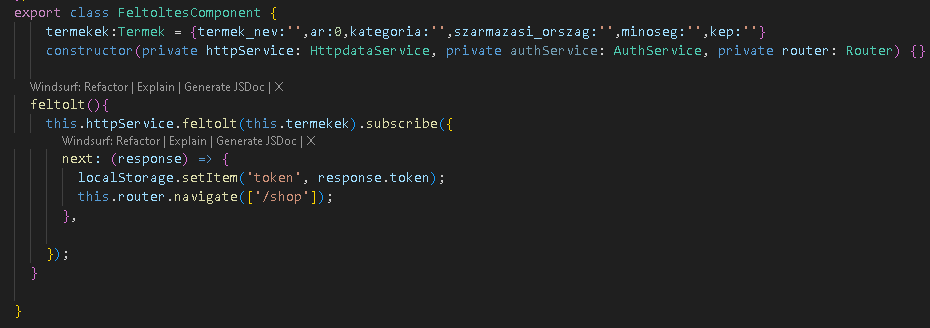 export class FeltoltesComponent {
termekek:Termek = {termek_nev:'',ar:0,kategoria:'',szarmazasi_orszag:'',minoseg:'',kep:''}
constructor(private httpService: HttpdataService, private authService: AuthService, private router: Router) {}
Windsurf: Refactor | Explain | Generate JSDoc | X
feltolt(){
this.httpService.feltolt(this.termekek).subscribe({
Windsurf: Refactor | Explain | Generate JSDoc | X
next: (response) => {
localStorage.setItem('token', response.token);
this.router.navigate(['/shop']);
},
});
}
}